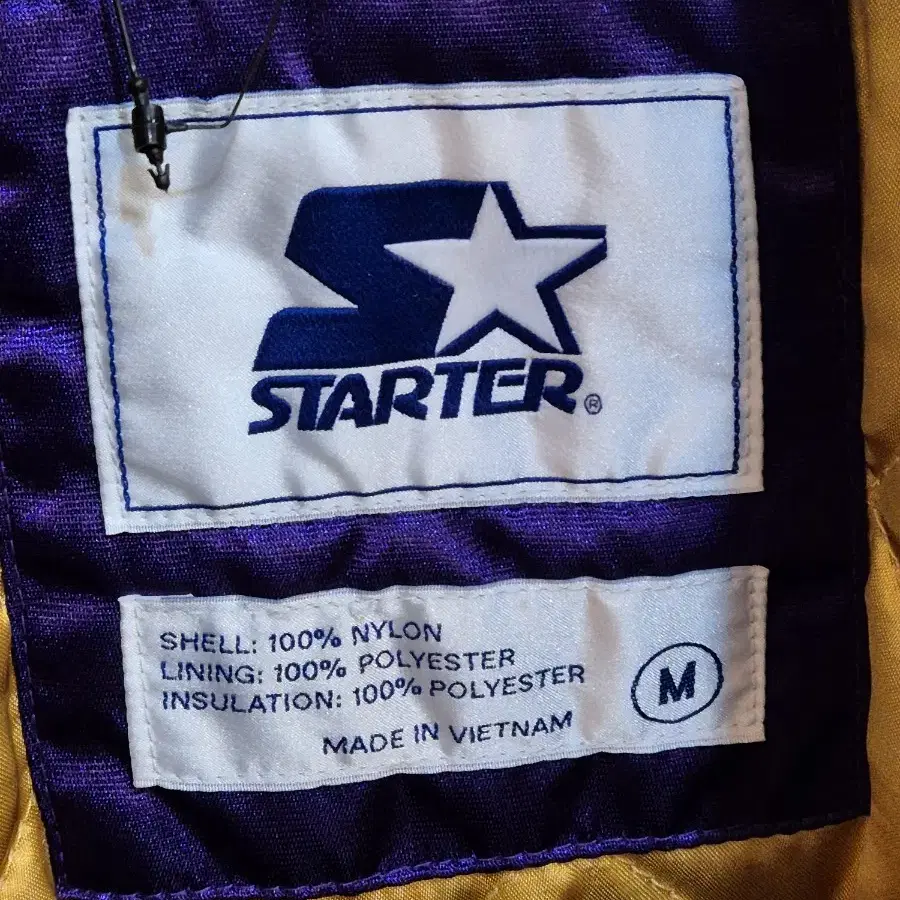 STARTER®
SHELL: 100% NYLON
LINING: 100% POLYESTER
INSULATION: 100% POLYESTER
M
MADE IN VIETNAM